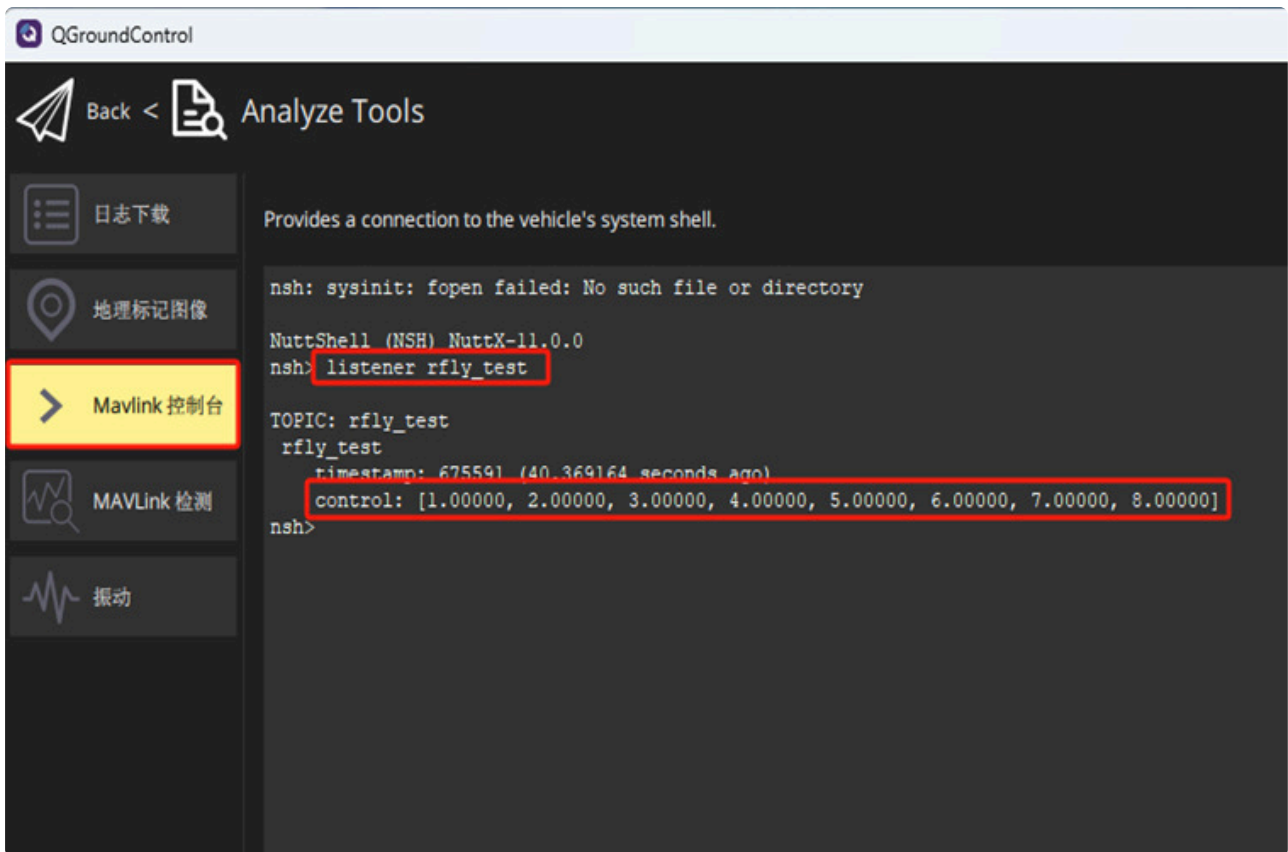 QGroundControl
Back < Analyze Tools
日志下载
地理标记图像
Mavlink 控制台
MAVLink 检测
振动
Provides a connection to the vehicle's system shell.
nsh: sysinit: fopen failed: No such file or directory
NuttShell (NSH) NuttX-11.0.0
nsh> listener rfly_test
TOPIC: rfly_test
rfly_test
timestamp: 675591 (40.369164 seconds ago)
control: [1.00000, 2.00000, 3.00000, 4.00000, 5.00000, 6.00000, 7.00000, 8.00000]
nsh>